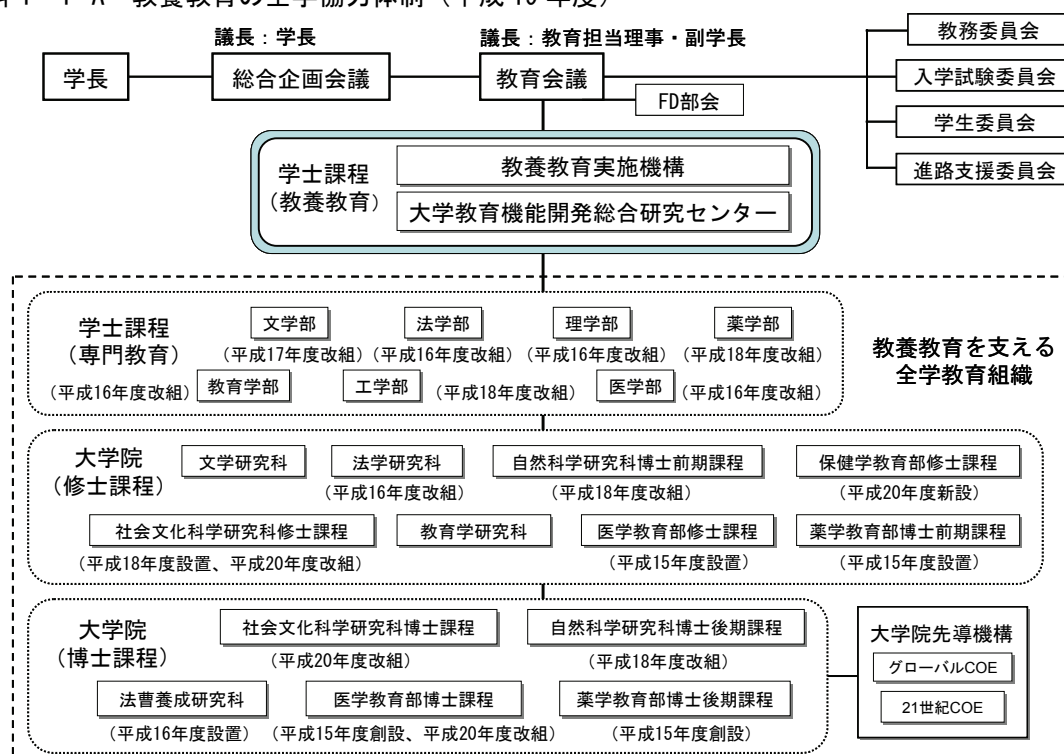 教養教育の全学協力体制(平成19年度)
議長:学長
議長:教育担当理事・副学長
学長
総合企画会議
教育会議
FD部会
教務委員会
入学試験委員会
学生委員会
進路支援委員会
学士課程
(教養教育)
教養教育実施機構
大学教育機能開発総合研究センター
教養教育を支える
全学教育組織
学士課程
(専門教育)
文学部
法学部
理学部
薬学部
(平成17年度改組)
(平成16年度改組)
(平成16年度改組)
(平成18年度改組)
(平成16年度改組)
教育学部
工学部
(平成18年度改組)
医学部
(平成16年度改組)
大学院
(修士課程)
文学研究科
法学研究科
自然科学研究科博士前期課程
保健学教育部修士課程
(平成16年度改組)
(平成18年度改組)
(平成20年度新設)
社会文化科学研究科修士課程
教育学研究科
医学教育部修士課程
薬学教育部博士前期課程
(平成18年度設置、平成20年度改組)
(平成15年度設置)
(平成15年度設置)
大学院
(博士課程)
社会文化科学研究科博士課程
自然科学研究科博士後期課程
(平成20年度改組)
(平成18年度改組)
法曹養成研究科
医学教育部博士課程
薬学教育部博士後期課程
(平成16年度設置)
(平成15年度創設、平成20年度改組)
(平成15年度創設)
大学院先導機構
グローバルCOE
21世紀COE